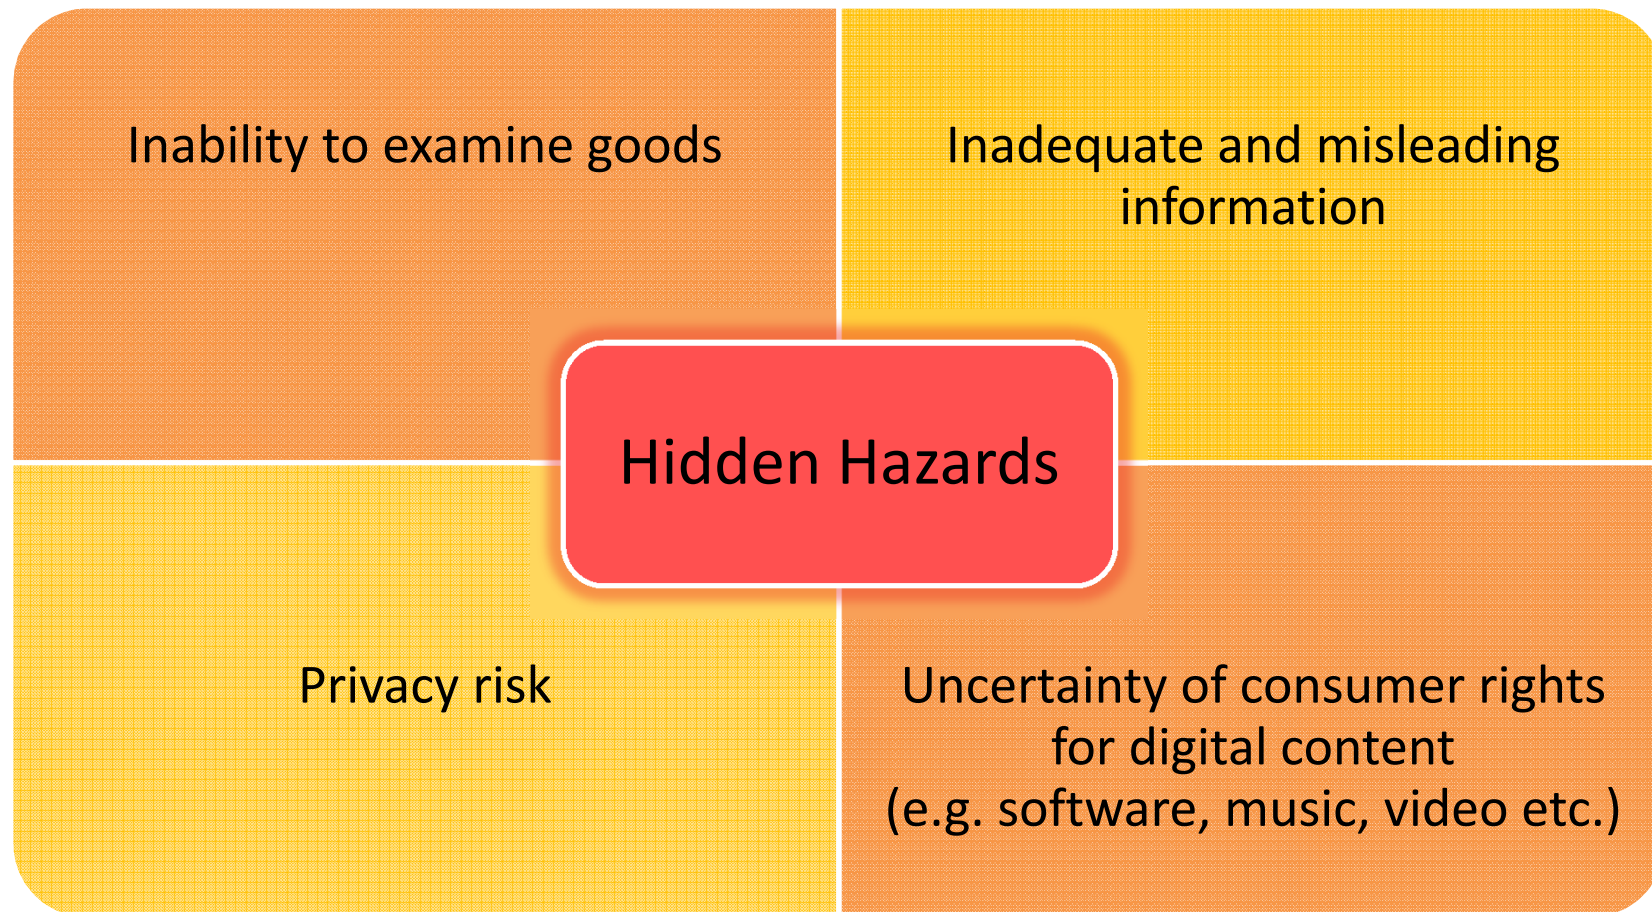 Inability to examine goods
Inadequate and misleading
information
Hidden Hazards
Privacy risk
Uncertainty of consumer rights
for digital content
(e.g. software, music, video etc.)